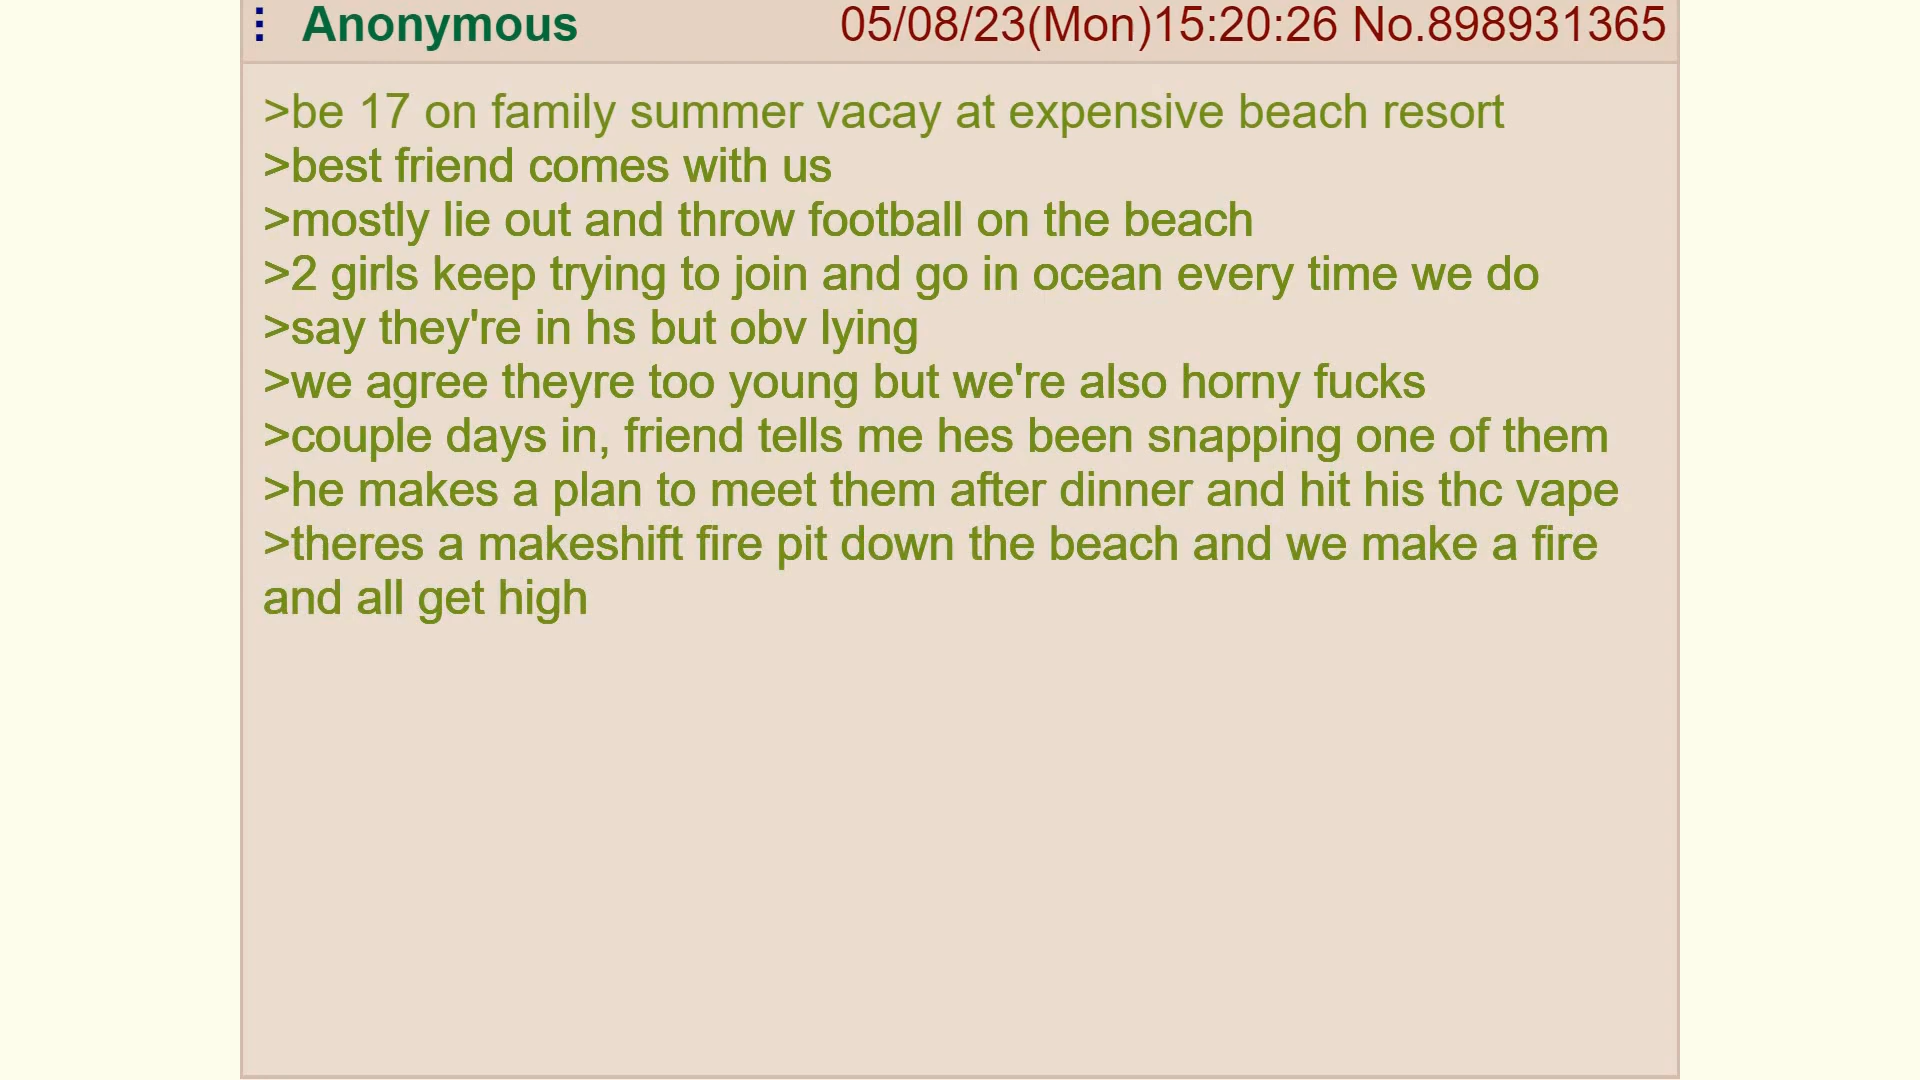 ⋮ Anonymous 05/08/23(Mon)15:20:26 No.898931365
>be 17 on family summer vacay at expensive beach resort
>best friend comes with us
>mostly lie out and throw football on the beach
>2 girls keep trying to join and go in ocean every time we do
>say they're in hs but obv lying
>we agree theyre too young but we're also horny fucks
>couple days in, friend tells me hes been snapping one of them
>he makes a plan to meet them after dinner and hit his thc vape
>theres a makeshift fire pit down the beach and we make a fire
and all get high